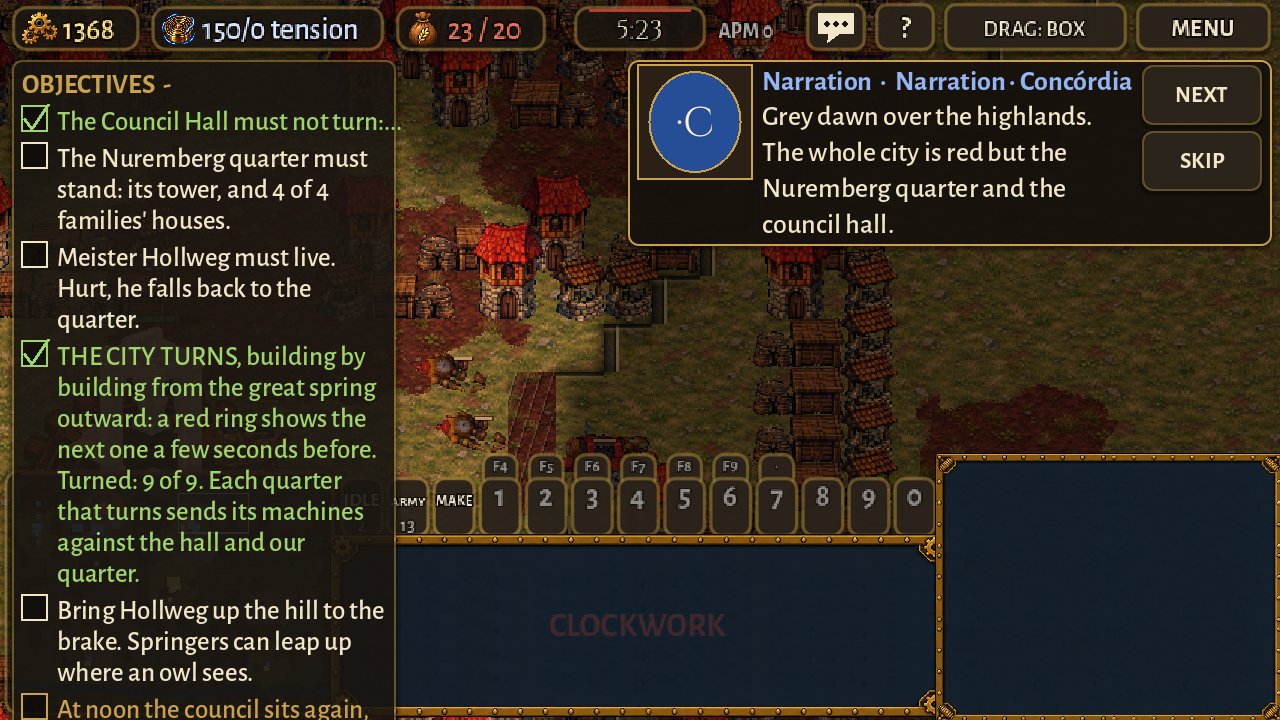 1368
150/0 tension
23 / 20
5:23
APM 0
?
DRAG: BOX
MENU
OBJECTIVES -
The Council Hall must not turn:...
The Nuremberg quarter must
stand: its tower, and 4 of 4
families' houses.
Meister Hollweg must live.
Hurt, he falls back to the
quarter.
THE CITY TURNS, building by
building from the great spring
outward: a red ring shows the
next one a few seconds before.
Turned: 9 of 9. Each quarter
that turns sends its machines
against the hall and our
quarter.
Bring Hollweg up the hill to the
brake. Springers can leap up
where an owl sees.
At noon the council sits again,
·C
Narration · Narration · Concórdia
Grey dawn over the highlands.
The whole city is red but the
Nuremberg quarter and the
council hall.
NEXT
SKIP
F4 F5 F6 F7 F8 F9
IDLE ARMY MAKE 1 2 3 4 5 6 7 8 9 0
13
CLOCKWORK